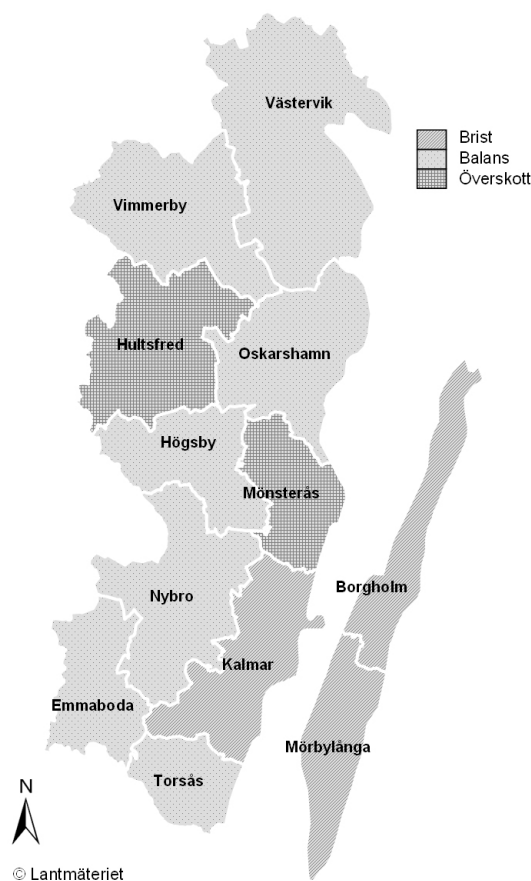 Västervik
Brist
Balans
Överskott
Vimmerby
Hultsfred
Oskarshamn
Högsby
Mönsterås
Borgholm
Nybro
Kalmar
Emmaboda
Mörbylånga
Torsås
N
© Lantmäteriet